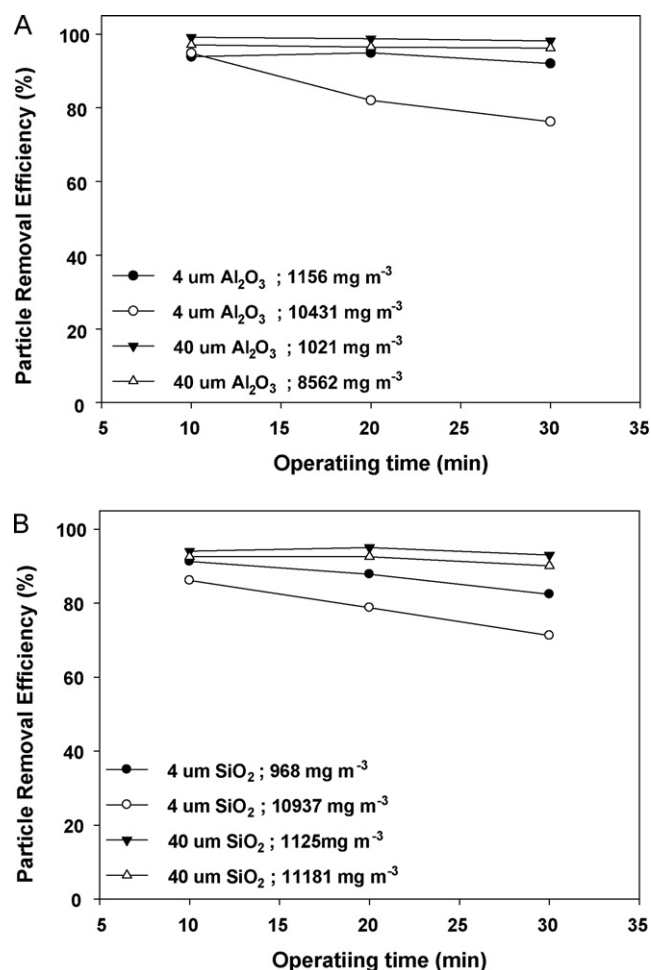 A
100
80
60
40
20
0
Particle Removal Efficiency (%)
4 um Al₂O₃ ; 1156 mg m⁻³
4 um Al₂O₃ ; 10431 mg m⁻³
40 um Al₂O₃ ; 1021 mg m⁻³
40 um Al₂O₃ ; 8562 mg m⁻³
5 10 15 20 25 30 35
Operatiing time (min)
B
100
80
60
40
20
0
Particle Removal Efficiency (%)
4 um SiO₂ ; 968 mg m⁻³
4 um SiO₂ ; 10937 mg m⁻³
40 um SiO₂ ; 1125mg m⁻³
40 um SiO₂ ; 11181 mg m⁻³
5 10 15 20 25 30 35
Operatiing time (min)